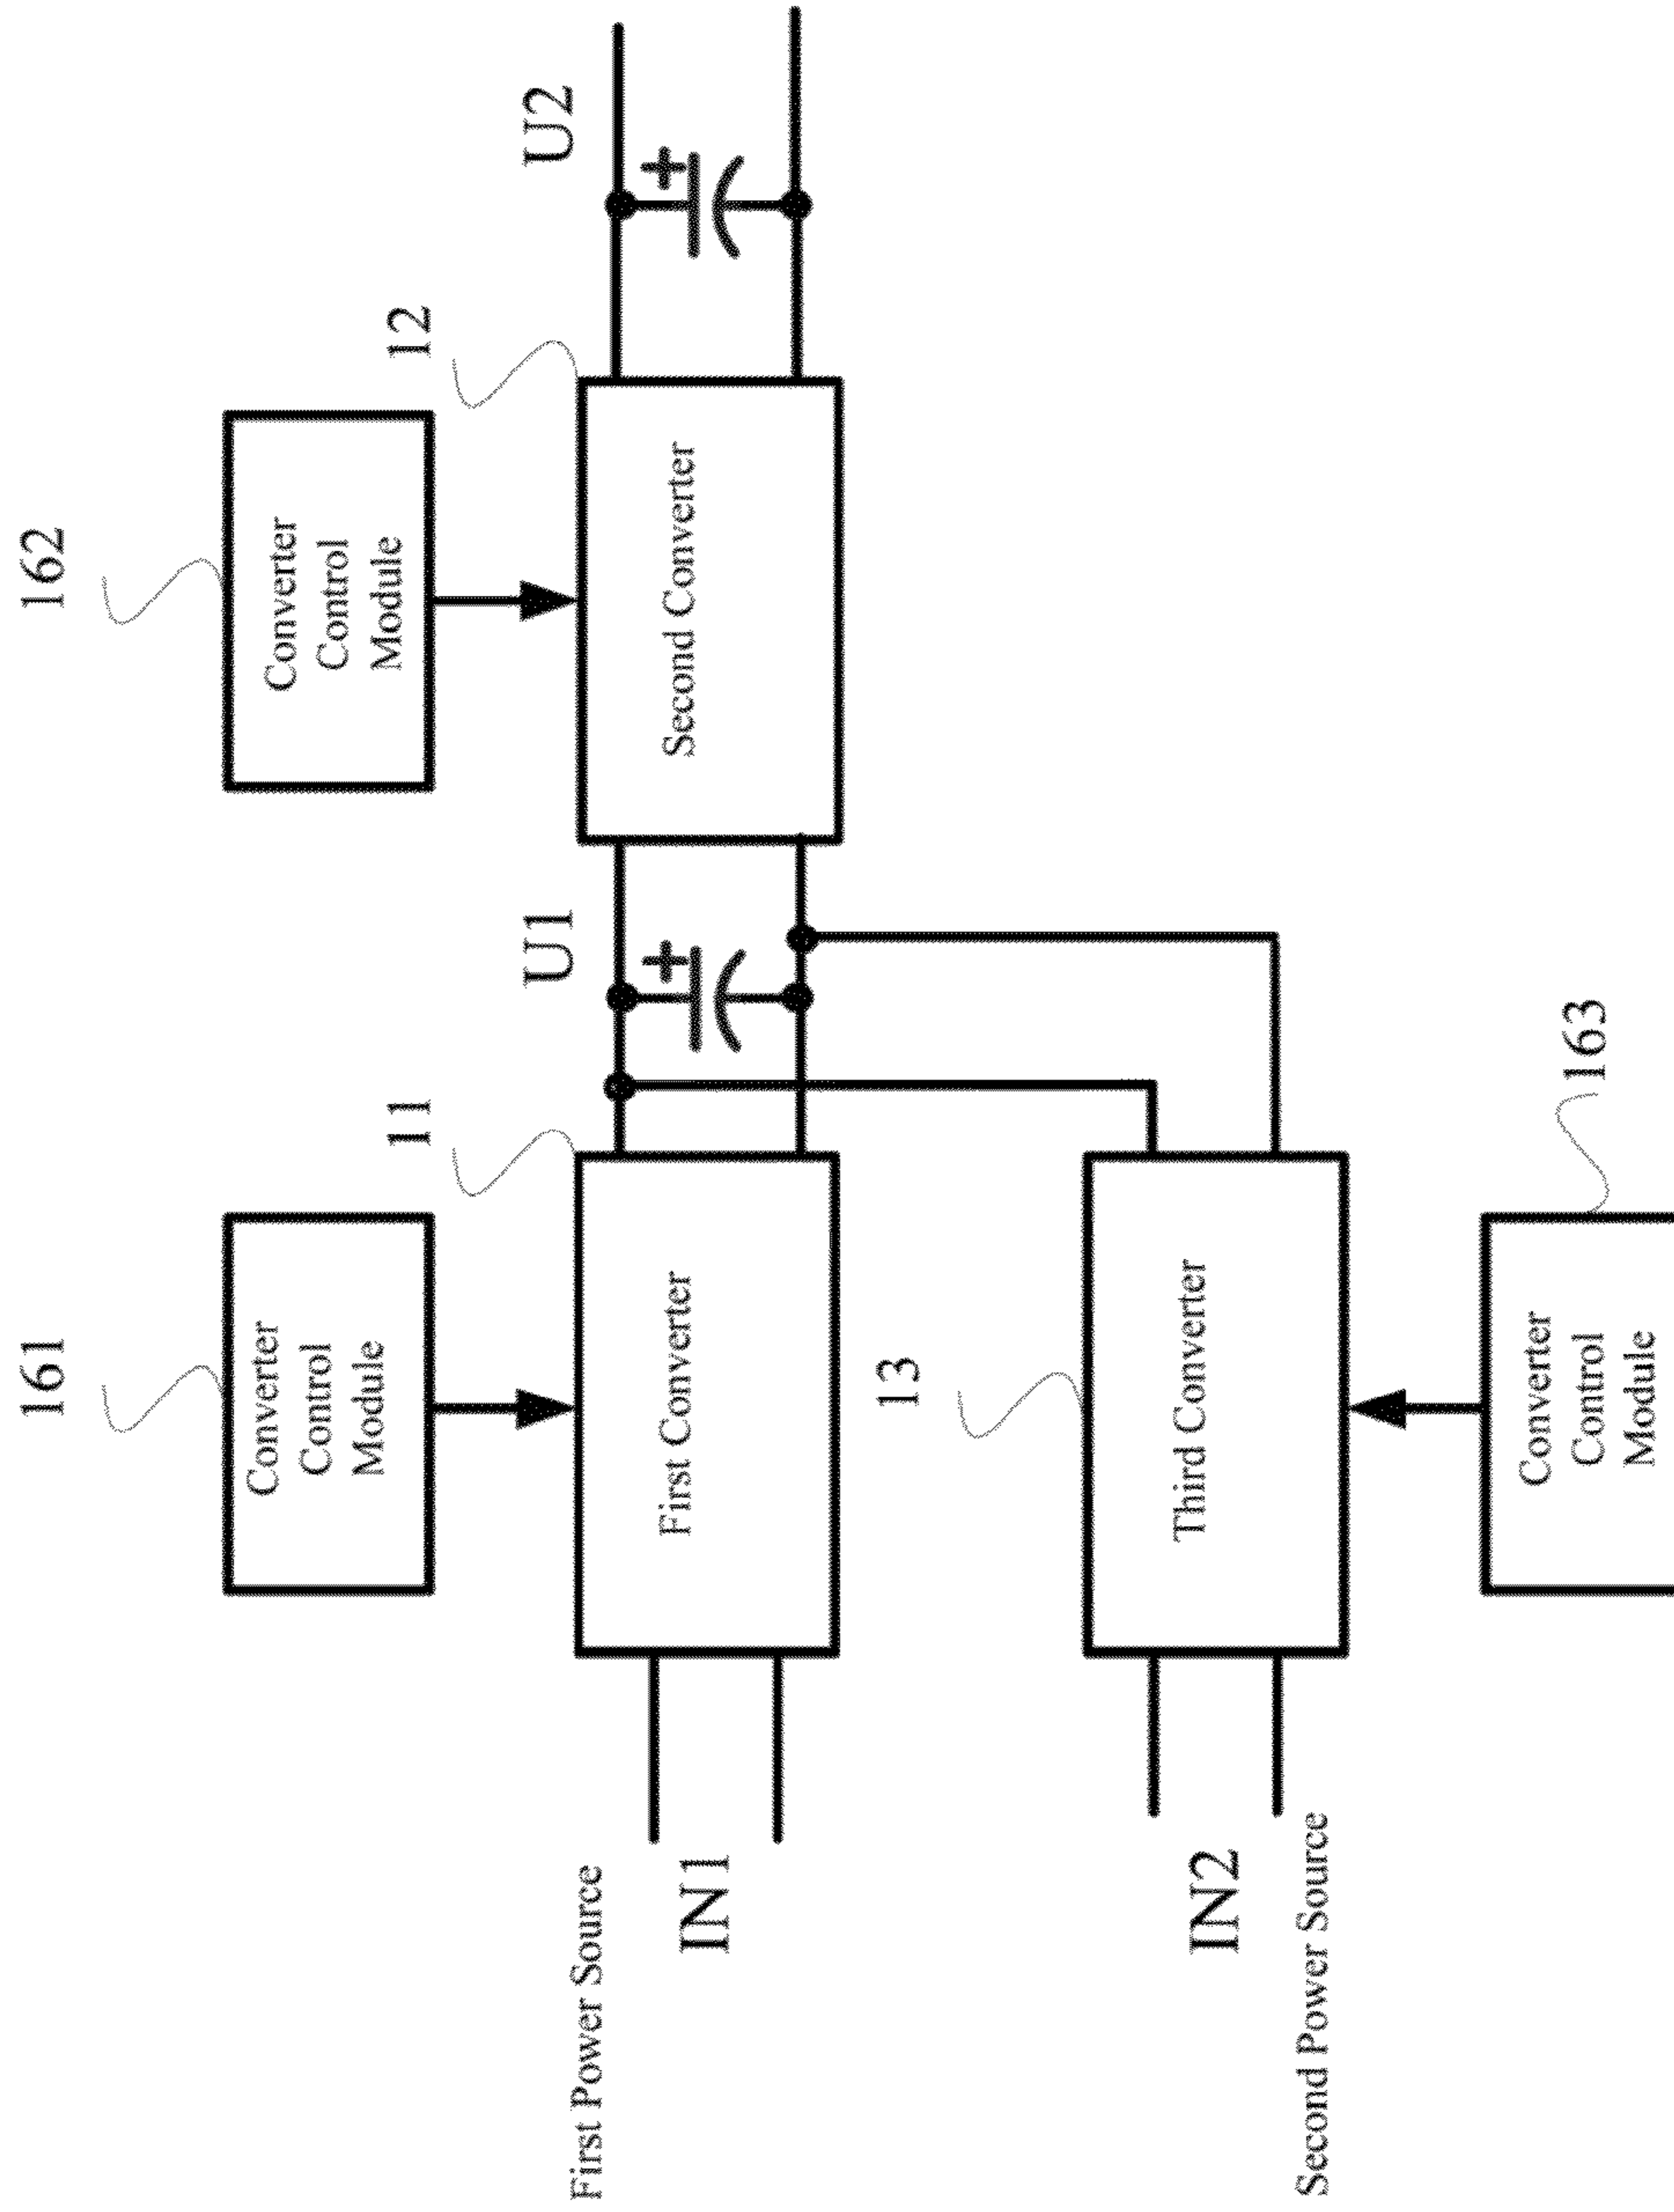 161
162
Converter
Control
Module
Converter
Control
Module
11
12
U1
U2
First Power Source
IN1
First Converter
Second Converter
13
IN2
Second Power Source
Third Converter
163
Converter
Control
Module